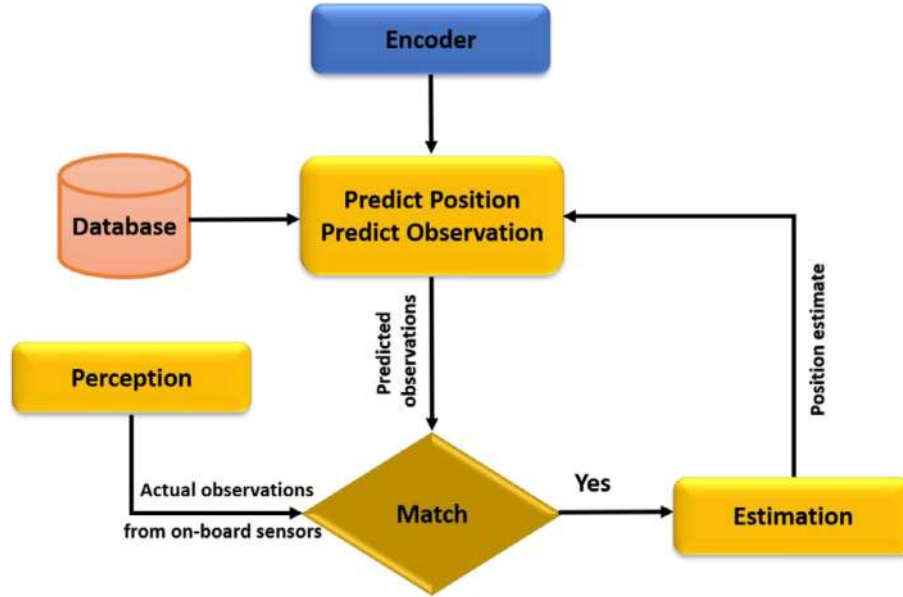 Encoder
Predict Position
Predict Observation
Database
Predicted
observations
Position estimate
Perception
Actual observations
from on-board sensors
Match
Yes
Estimation